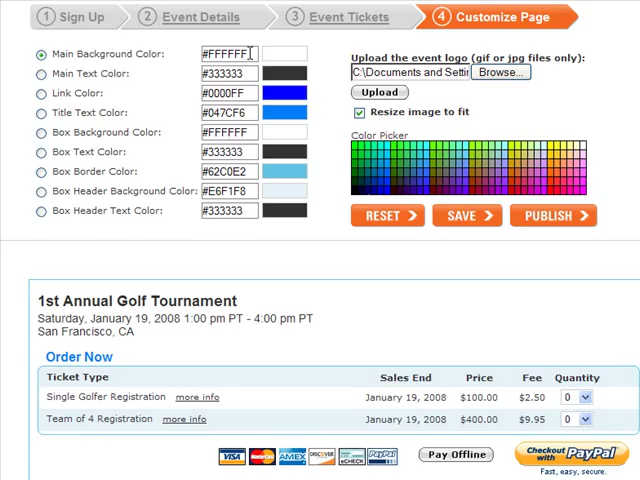 1 Sign Up 2 Event Details 3 Event Tickets 4 Customize Page
Main Background Color: #FFFFFF
Main Text Color: #333333
Link Color: #0000FF
Title Text Color: #047CF6
Box Background Color: #FFFFFF
Box Text Color: #333333
Box Border Color: #62C0E2
Box Header Background Color: #E6F1F8
Box Header Text Color: #333333
Upload the event logo (gif or jpg files only):
C:\Documents and Setti Browse...
Upload
Resize image to fit
Color Picker
RESET SAVE PUBLISH
1st Annual Golf Tournament
Saturday, January 19, 2008 1:00 pm PT - 4:00 pm PT
San Francisco, CA
Order Now
Ticket Type Sales End Price Fee Quantity
Single Golfer Registration more info January 19, 2008 $100.00 $2.50 0
Team of 4 Registration more info January 19, 2008 $400.00 $9.95 0
VISA MasterCard AMEX DISCOVER eCHECK PayPal Pay Offline Checkout with PayPal
Fast, easy, secure.